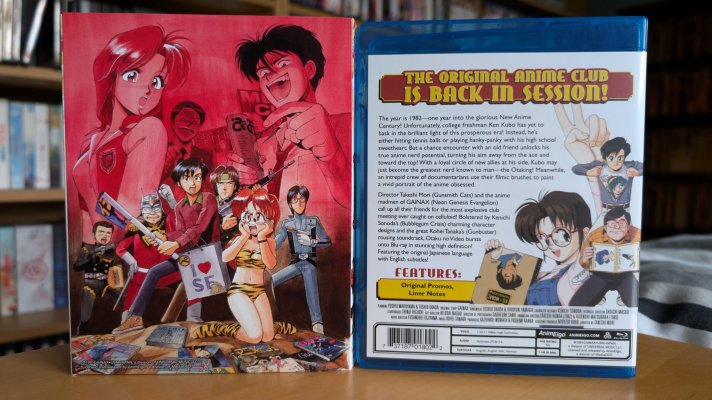 I ♥ SF
THE ORIGINAL ANIME CLUB
IS BACK IN SESSION!
The year is 1982—one year into the glorious New Anime
Century! Unfortunately, college freshman Ken Kubo has yet to
bask in the brilliant light of this prosperous era! Instead, he's
either hitting tennis balls or playing hanky-panky with his high school
sweetheart. But a chance encounter with an old friend unlocks his
true anime nerd potential, turning his aim away from the ace and
toward the top! With a loyal circle of new allies at his side, Kubo may
just become the greatest nerd known to man—the Otaking! Meanwhile,
an intrepid crew of documentarians use their filmic brushes to paint
a vivid portrait of the anime obsessed.
Director Takeshi Mori (Gunsmith Cats) and the anime
madmen of GAINAX (Neon Genesis Evangelion)
call up all their friends for the most explosive club
meeting ever caught on celluloid! Bolstered by Kenichi
Sonoda's (Bubblegum Crisis) charming character
designs and the great Kohei Tanaka's (Gunbuster)
rousing soundtrack, Otaku no Video bursts
onto Blu-ray in stunning high definition!
Featuring the original Japanese language
with English subtitles!
FEATURES:
Original Promos,
Liner Notes
AnimEigo
ANIMEIGO.COM
7 37187 01802